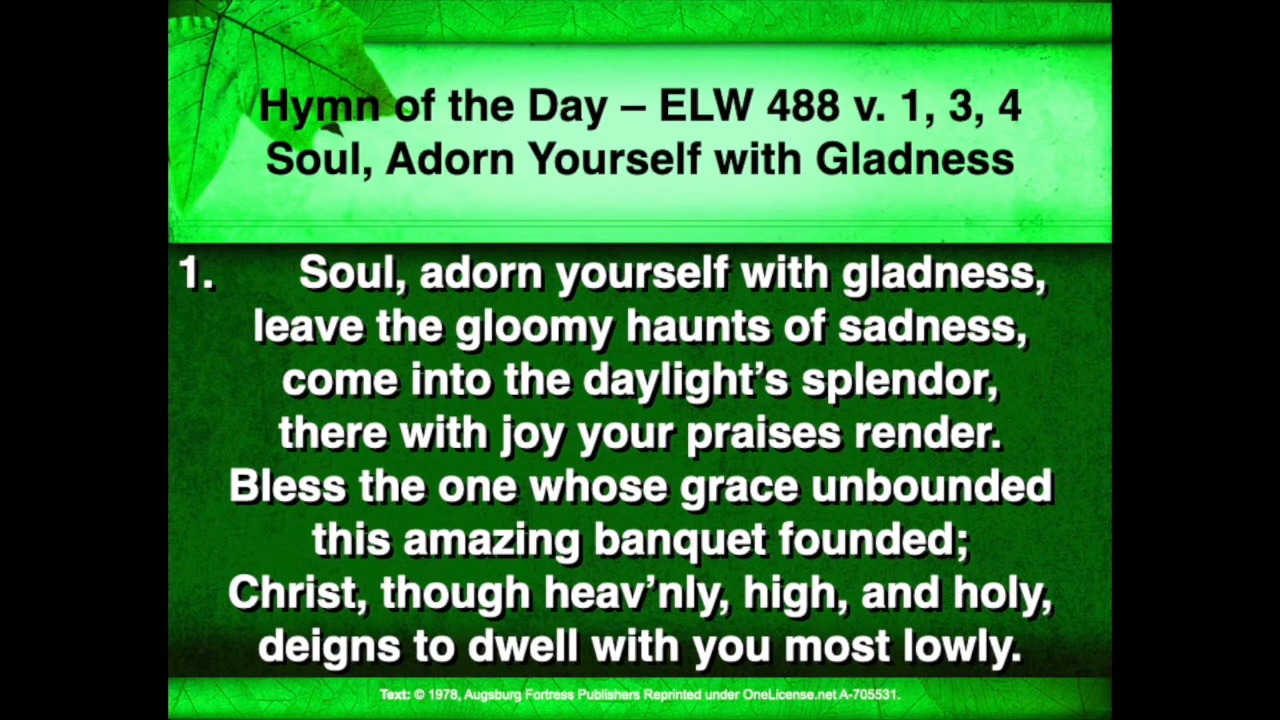 Hymn of the Day – ELW 488 v. 1, 3, 4
Soul, Adorn Yourself with Gladness
1. Soul, adorn yourself with gladness,
leave the gloomy haunts of sadness,
come into the daylight’s splendor,
there with joy your praises render.
Bless the one whose grace unbounded
this amazing banquet founded;
Christ, though heav’nly, high, and holy,
deigns to dwell with you most lowly.
Text: © 1978, Augsburg Fortress Publishers Reprinted under OneLicense.net A-705531.